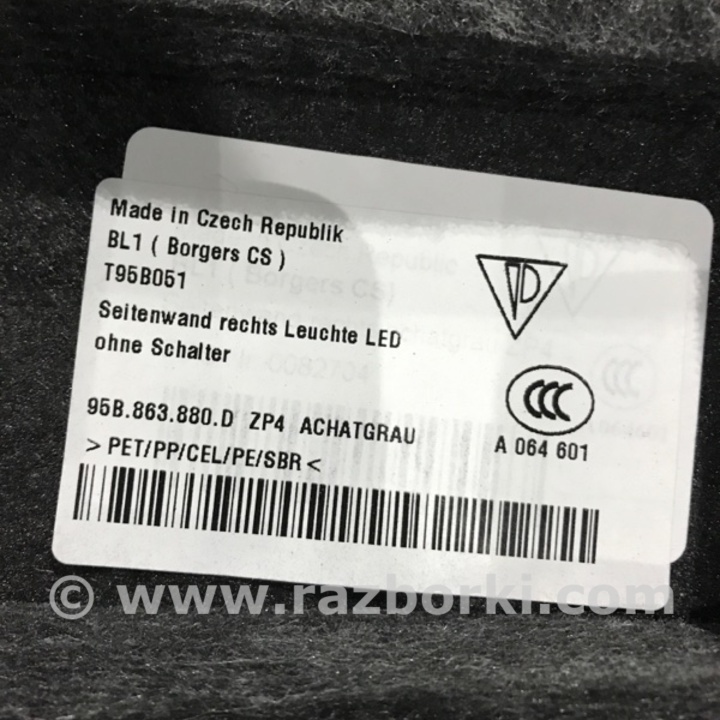 Made in Czech Republik
BL1 ( Borgers CS )
T95B051
Seitenwand rechts Leuchte LED
ohne Schalter
95B.863.880.D ZP4 ACHATGRAU
> PET/PP/CEL/PE/SBR <
CCC
A 064 601
© www.razborki.com